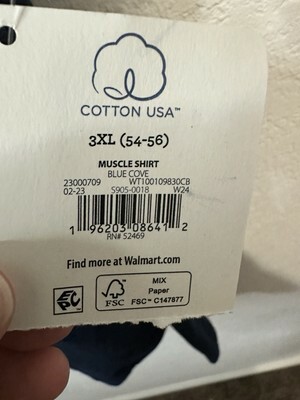 COTTON USA™
3XL (54-56)
MUSCLE SHIRT
BLUE COVE
23000709 WT100109830CB
02-23 S905-0018 W24
1 96203 08641 2
RN# 52469
Find more at Walmart.com
FSC
MIX
Paper
FSC™ C147877